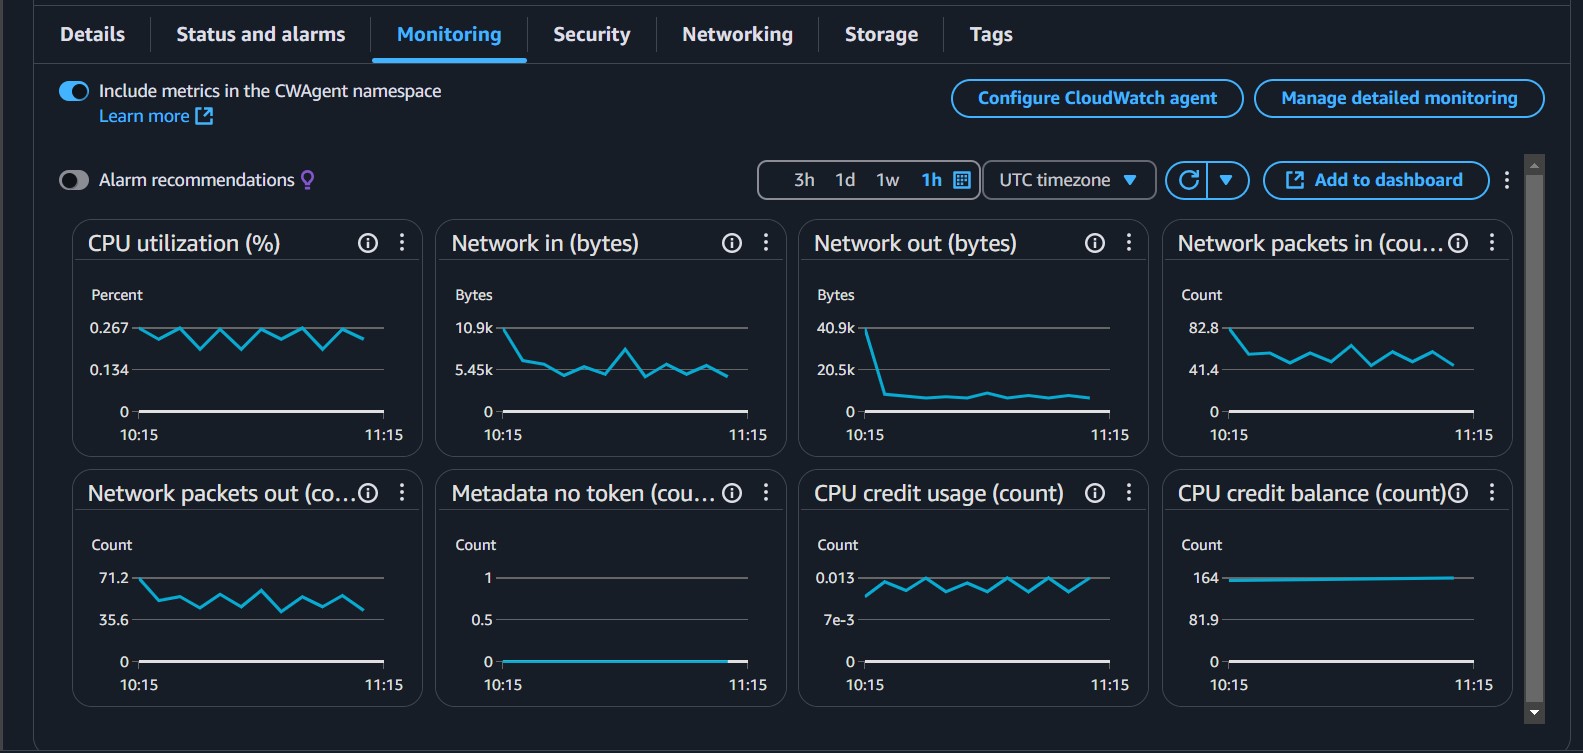 Details
Status and alarms
Monitoring
Security
Networking
Storage
Tags
Include metrics in the CWAgent namespace
Learn more
Configure CloudWatch agent
Manage detailed monitoring
Alarm recommendations
3h
1d
1w
1h
UTC timezone
Add to dashboard
CPU utilization (%)
Percent
0.267
0.134
0
10:15
11:15
Network in (bytes)
Bytes
10.9k
5.45k
0
10:15
11:15
Network out (bytes)
Bytes
40.9k
20.5k
0
10:15
11:15
Network packets in (cou...
Count
82.8
41.4
0
10:15
11:15
Network packets out (co...
Count
71.2
35.6
0
10:15
11:15
Metadata no token (cou...
Count
1
0.5
0
10:15
11:15
CPU credit usage (count)
Count
0.013
7e-3
0
10:15
11:15
CPU credit balance (count)
Count
164
81.9
0
10:15
11:15